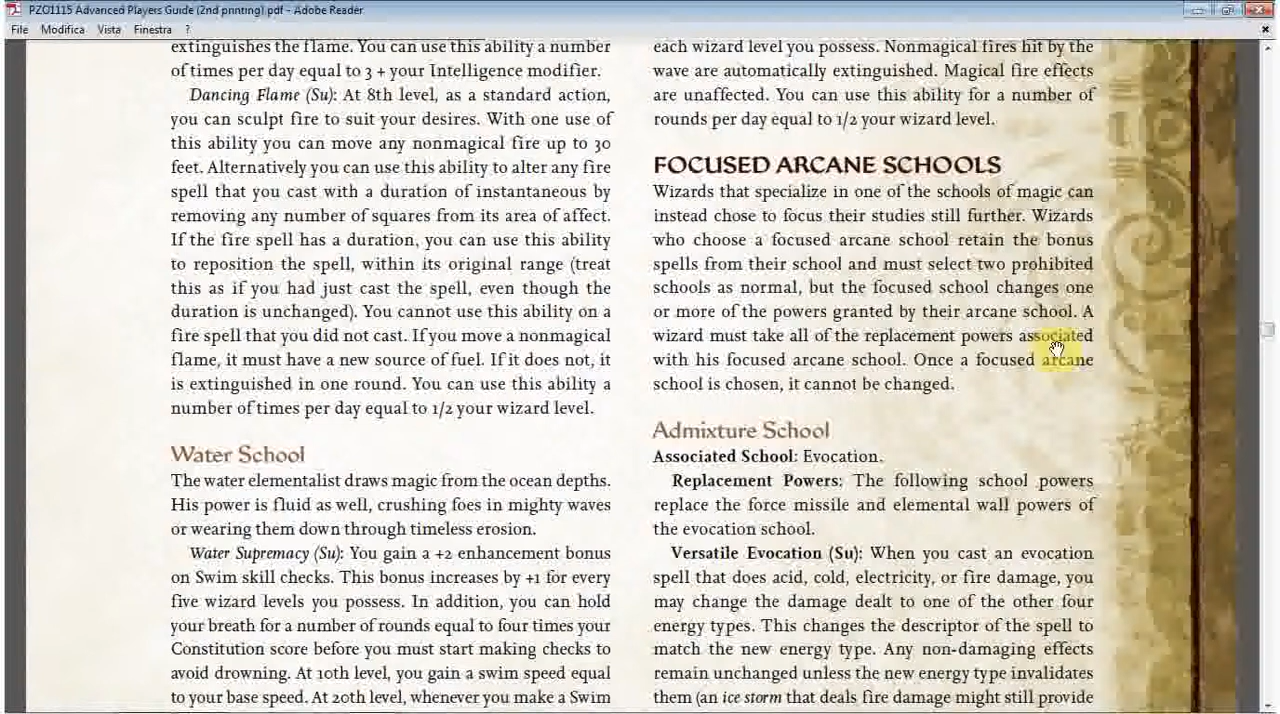 PZO1115 Advanced Players Guide (2nd printing).pdf - Adobe Reader
File Modifica Vista Finestra ?
extinguishes the flame. You can use this ability a number
of times per day equal to 3 + your Intelligence modifier.
Dancing Flame (Su): At 8th level, as a standard action,
you can sculpt fire to suit your desires. With one use of
this ability you can move any nonmagical fire up to 30
feet. Alternatively you can use this ability to alter any fire
spell that you cast with a duration of instantaneous by
removing any number of squares from its area of affect.
If the fire spell has a duration, you can use this ability
to reposition the spell, within its original range (treat
this as if you had just cast the spell, even though the
duration is unchanged). You cannot use this ability on a
fire spell that you did not cast. If you move a nonmagical
flame, it must have a new source of fuel. If it does not, it
is extinguished in one round. You can use this ability a
number of times per day equal to 1/2 your wizard level.
Water School
The water elementalist draws magic from the ocean depths.
His power is fluid as well, crushing foes in mighty waves
or wearing them down through timeless erosion.
Water Supremacy (Su): You gain a +2 enhancement bonus
on Swim skill checks. This bonus increases by +1 for every
five wizard levels you possess. In addition, you can hold
your breath for a number of rounds equal to four times your
Constitution score before you must start making checks to
avoid drowning. At 10th level, you gain a swim speed equal
to your base speed. At 20th level, whenever you make a Swim
each wizard level you possess. Nonmagical fires hit by the
wave are automatically extinguished. Magical fire effects
are unaffected. You can use this ability for a number of
rounds per day equal to 1/2 your wizard level.
FOCUSED ARCANE SCHOOLS
Wizards that specialize in one of the schools of magic can
instead chose to focus their studies still further. Wizards
who choose a focused arcane school retain the bonus
spells from their school and must select two prohibited
schools as normal, but the focused school changes one
or more of the powers granted by their arcane school. A
wizard must take all of the replacement powers associated
with his focused arcane school. Once a focused arcane
school is chosen, it cannot be changed.
Admixture School
Associated School: Evocation.
Replacement Powers: The following school powers
replace the force missile and elemental wall powers of
the evocation school.
Versatile Evocation (Su): When you cast an evocation
spell that does acid, cold, electricity, or fire damage, you
may change the damage dealt to one of the other four
energy types. This changes the descriptor of the spell to
match the new energy type. Any non-damaging effects
remain unchanged unless the new energy type invalidates
them (an ice storm that deals fire damage might still provide